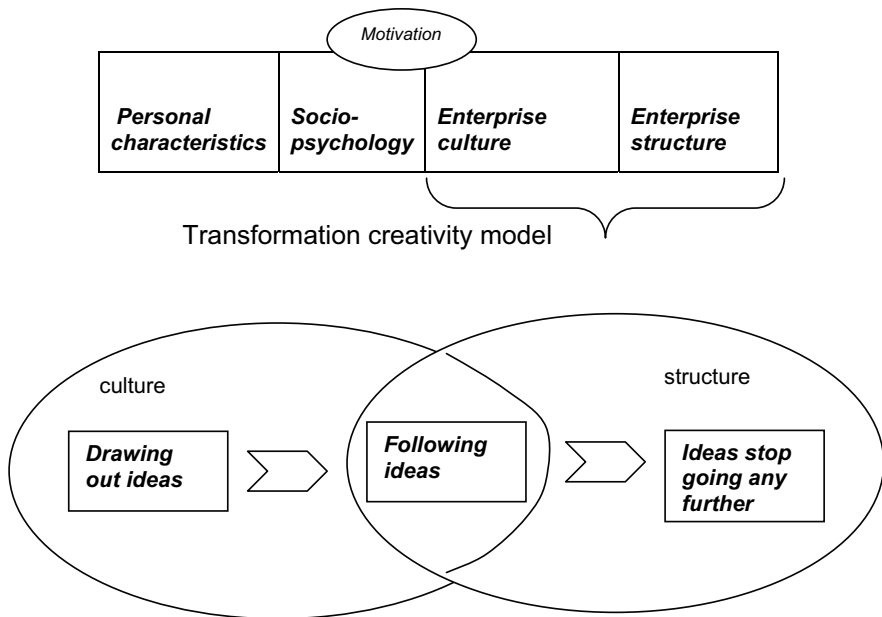 Motivation
Personal
characteristics
Socio-
psychology
Enterprise
culture
Enterprise
structure
Transformation creativity model
culture
structure
Drawing
out ideas
Following
ideas
Ideas stop
going any
further